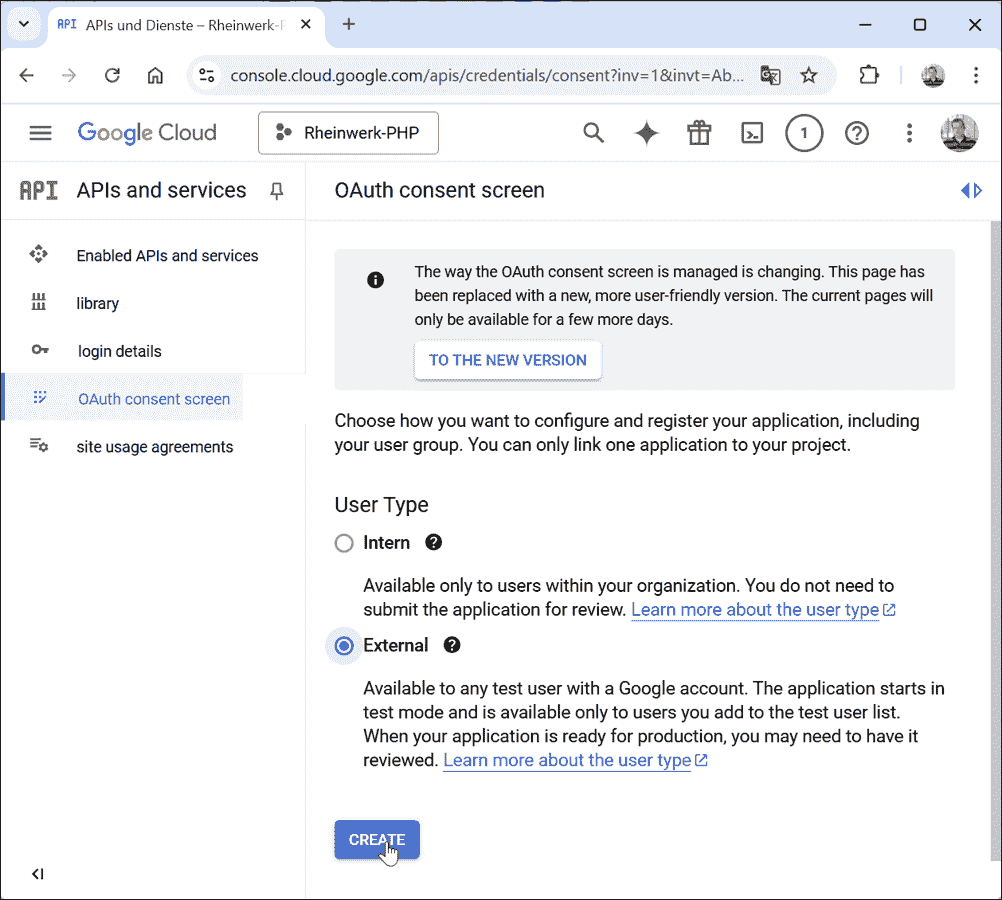 API APIs und Dienste – Rheinwerk-P
console.cloud.google.com/apis/credentials/consent?inv=1&invt=Ab...
Google Cloud
Rheinwerk-PHP
1
API APIs and services
OAuth consent screen
Enabled APIs and services
library
login details
OAuth consent screen
site usage agreements
The way the OAuth consent screen is managed is changing. This page has
been replaced with a new, more user-friendly version. The current pages will
only be available for a few more days.
TO THE NEW VERSION
Choose how you want to configure and register your application, including
your user group. You can only link one application to your project.
User Type
Intern
Available only to users within your organization. You do not need to
submit the application for review. Learn more about the user type
External
Available to any test user with a Google account. The application starts in
test mode and is available only to users you add to the test user list.
When your application is ready for production, you may need to have it
reviewed. Learn more about the user type
CREATE